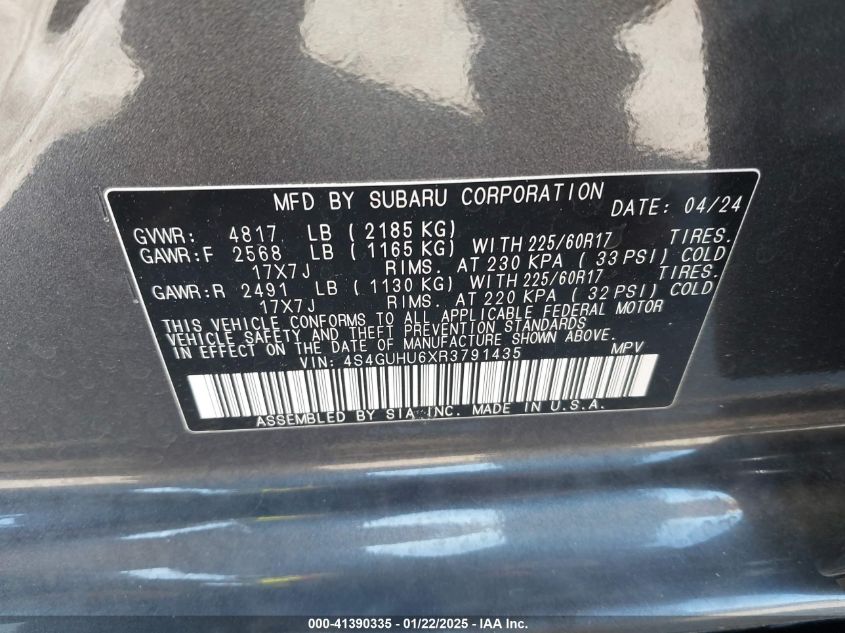 MFD BY SUBARU CORPORATION DATE: 04/24
GVWR: 4817 LB ( 2185 KG)
GAWR:F 2568 LB ( 1165 KG) WITH 225/60R17 TIRES.
17X7J RIMS. AT 230 KPA ( 33 PSI) COLD
GAWR:R 2491 LB ( 1130 KG) WITH 225/60R17 TIRES.
17X7J RIMS. AT 220 KPA ( 32 PSI) COLD
THIS VEHICLE CONFORMS TO ALL APPLICABLE FEDERAL MOTOR
VEHICLE SAFETY AND THEFT PREVENTION STANDARDS
IN EFFECT ON THE DATE OF MANUFACTURE SHOWN ABOVE.
VIN: 4S4GUHU6XR3791435 MPV
ASSEMBLED BY SIA, INC. MADE IN U.S.A.
000-41390335 - 01/22/2025 - IAA Inc.